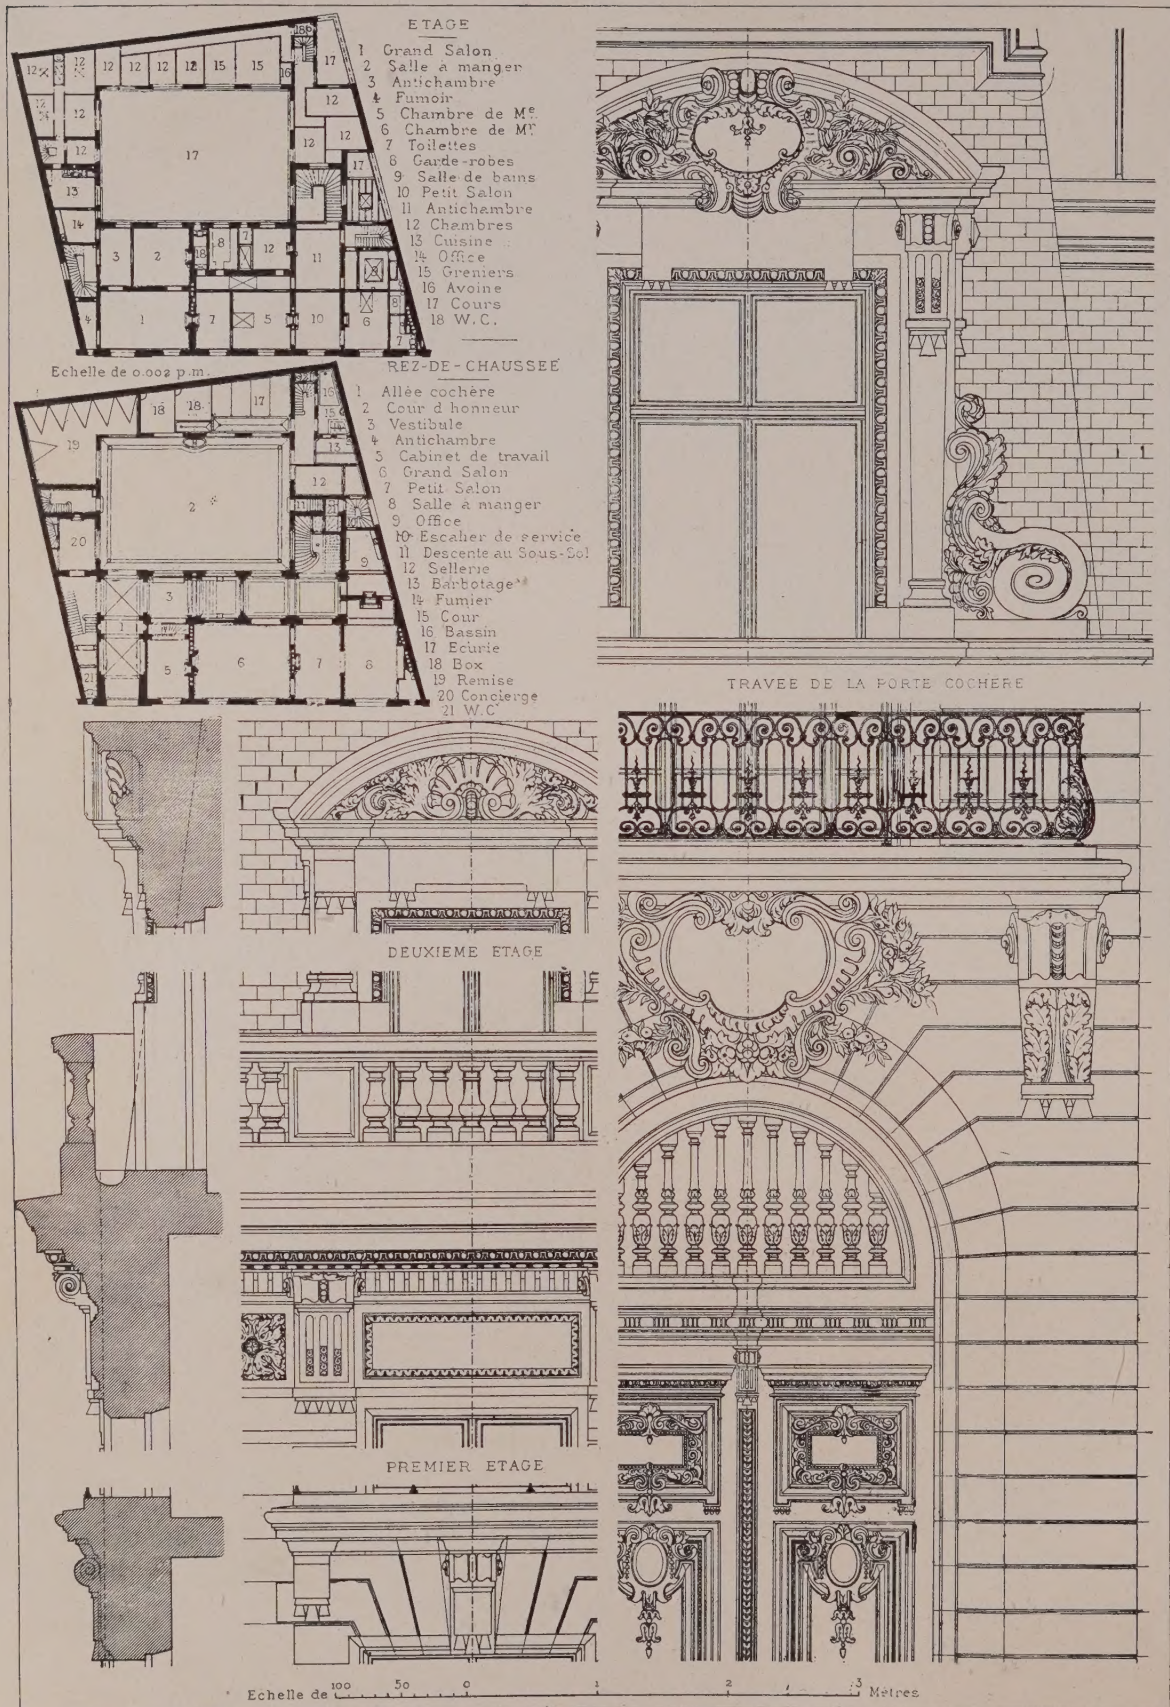 ETAGE
1 Grand Salon
2 Salle à manger
3 Antichambre
4 Fumoir
5 Chambre de Me.
6 Chambre de Mr.
7 Toilettes
8 Garde-robes
9 Salle de bains
10 Petit Salon
11 Antichambre
12 Chambres
13 Cuisine
14 Office
15 Greniers
16 Avoine
17 Cours
18 W.C.
Echelle de 0.002 p.m.
REZ-DE-CHAUSSEÉ
1 Allée cochère
2 Cour d honneur
3 Vestibule
4 Antichambre
5 Cabinet de travail
6 Grand Salon
7 Petit Salon
8 Salle à manger
9 Office
10 Escalier de service
11 Descente au Sous-Sol
12 Sellerie
13 Barbotage
14 Fumier
15 Cour
16 Bassin
17 Ecurie
18 Box
19 Remise
20 Concierge
21 W.C
TRAVEE DE LA PORTE COCHERE
DEUXIEME ETAGE
PREMIER ETAGE
Echelle de 100 50 0 1 2 3 Mètres